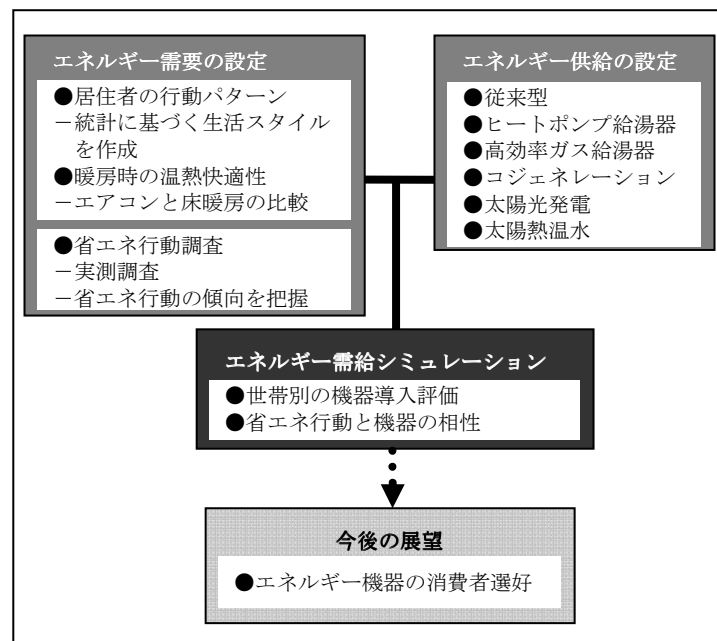 エネルギー需要の設定
●居住者の行動パターン
－統計に基づく生活スタイル
を作成
●暖房時の温熱快適性
－エアコンと床暖房の比較
●省エネ行動調査
－実測調査
－省エネ行動の傾向を把握
エネルギー供給の設定
●従来型
●ヒートポンプ給湯器
●高効率ガス給湯器
●コジェネレーション
●太陽光発電
●太陽熱温水
エネルギー需給シミュレーション
●世帯別の機器導入評価
●省エネ行動と機器の相性
今後の展望
●エネルギー機器の消費者選好